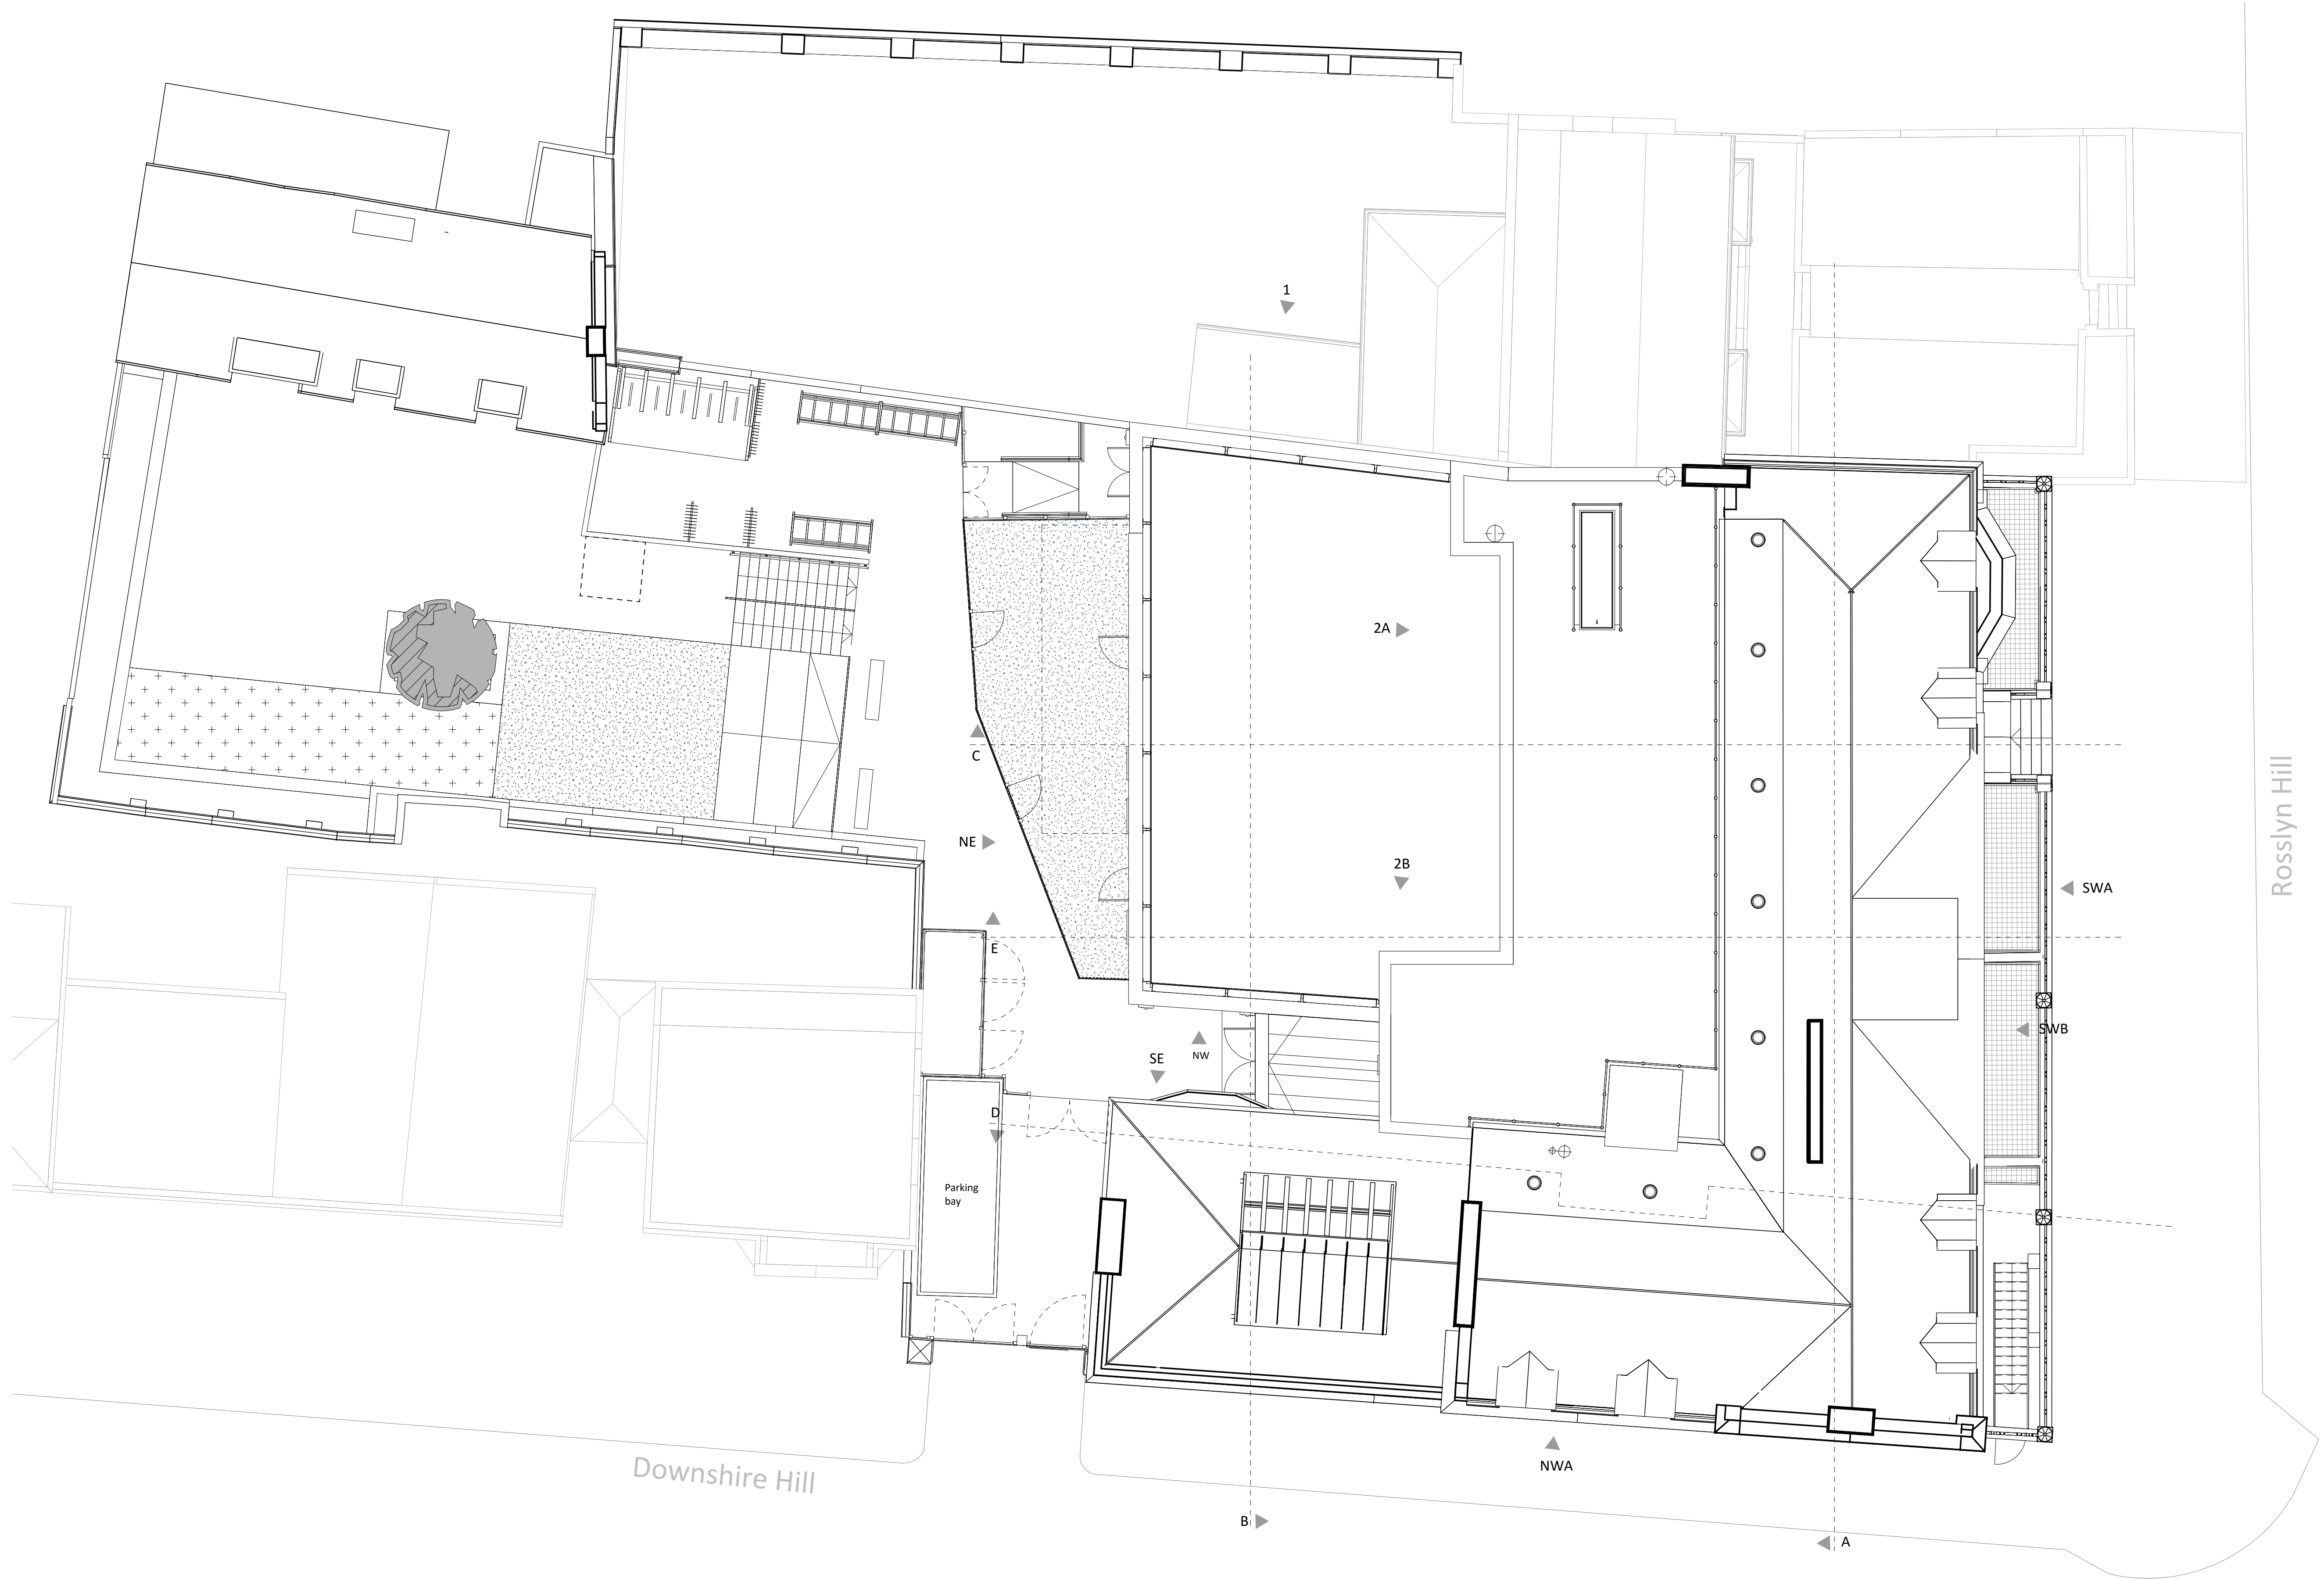 1
2A
C
Rosslyn Hill
NE
2B
SWA
E
SWB
NW
SE
D
Parking
bay
NWA
Downshire Hill
B
A